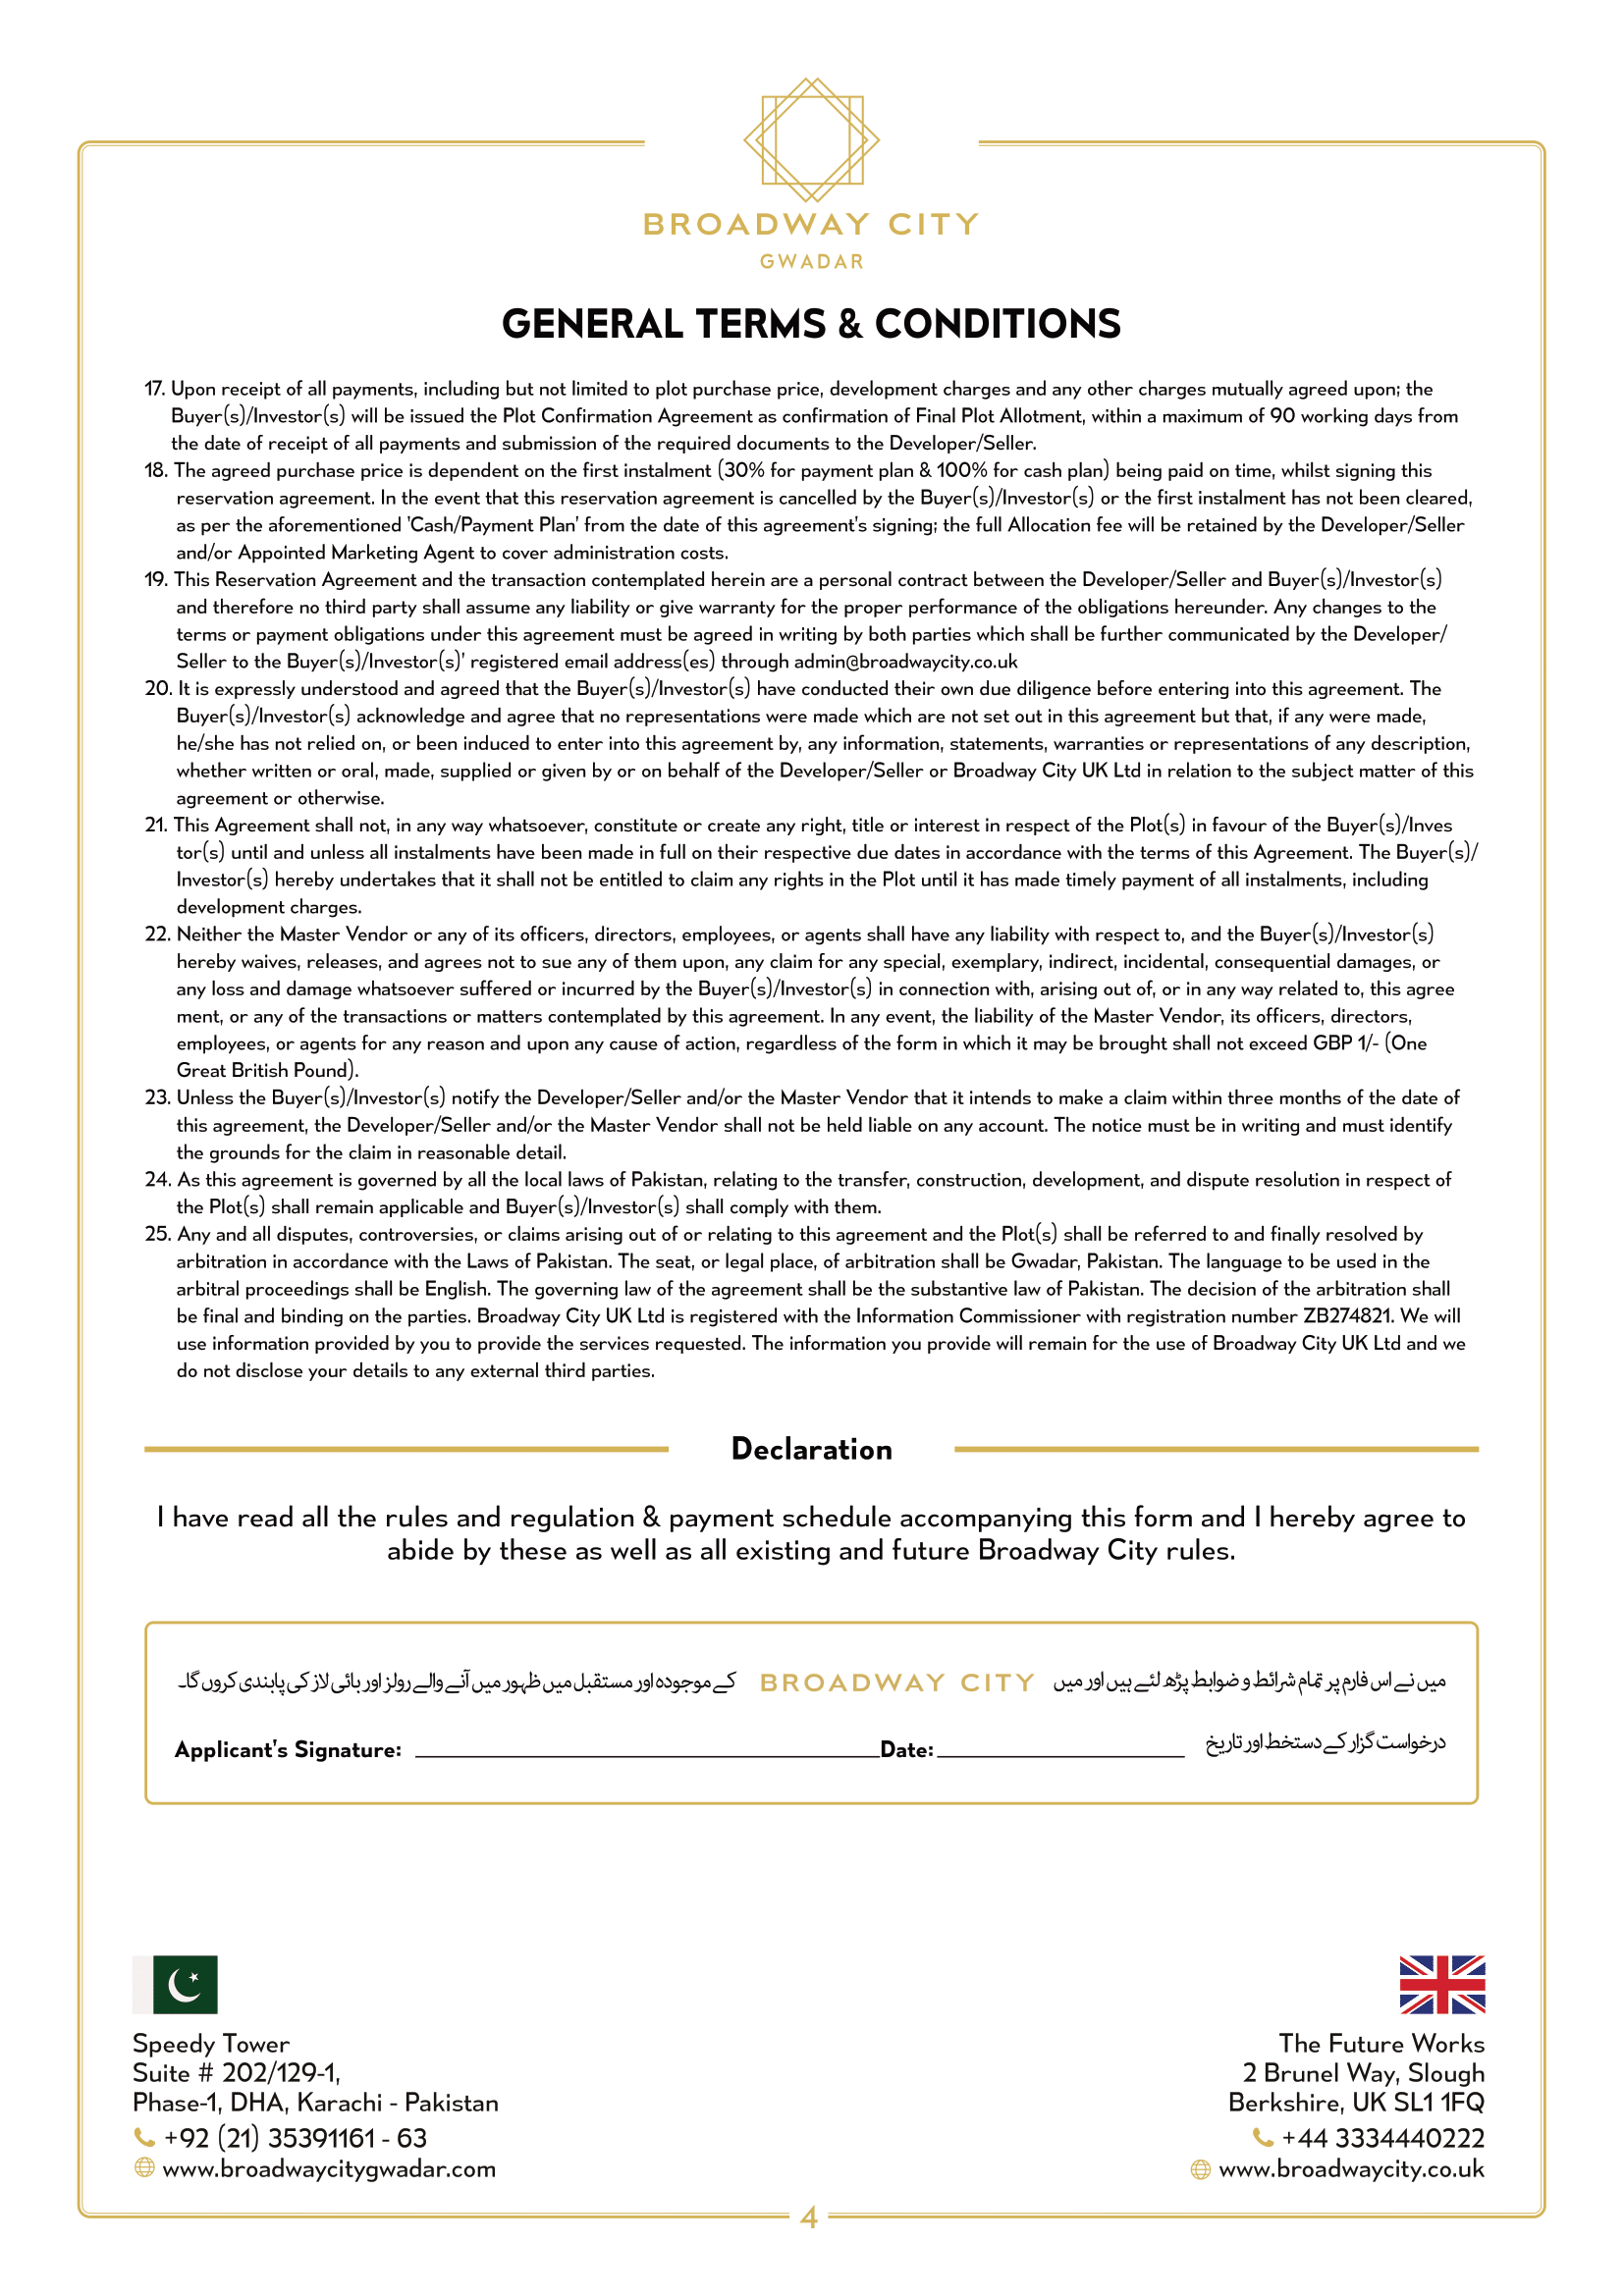 BROADWAY CITY
GWADAR
GENERAL TERMS & CONDITIONS
17. Upon receipt of all payments, including but not limited to plot purchase price, development charges and any other charges mutually agreed upon; the
Buyer(s)/Investor(s) will be issued the Plot Confirmation Agreement as confirmation of Final Plot Allotment, within a maximum of 90 working days from
the date of receipt of all payments and submission of the required documents to the Developer/Seller.
18. The agreed purchase price is dependent on the first instalment (30% for payment plan & 100% for cash plan) being paid on time, whilst signing this
reservation agreement. In the event that this reservation agreement is cancelled by the Buyer(s)/Investor(s) or the first instalment has not been cleared,
as per the aforementioned 'Cash/Payment Plan' from the date of this agreement's signing; the full Allocation fee will be retained by the Developer/Seller
and/or Appointed Marketing Agent to cover administration costs.
19. This Reservation Agreement and the transaction contemplated herein are a personal contract between the Developer/Seller and Buyer(s)/Investor(s)
and therefore no third party shall assume any liability or give warranty for the proper performance of the obligations hereunder. Any changes to the
terms or payment obligations under this agreement must be agreed in writing by both parties which shall be further communicated by the Developer/
Seller to the Buyer(s)/Investor(s)' registered email address(es) through admin@broadwaycity.co.uk
20. It is expressly understood and agreed that the Buyer(s)/Investor(s) have conducted their own due diligence before entering into this agreement. The
Buyer(s)/Investor(s) acknowledge and agree that no representations were made which are not set out in this agreement but that, if any were made,
he/she has not relied on, or been induced to enter into this agreement by, any information, statements, warranties or representations of any description,
whether written or oral, made, supplied or given by or on behalf of the Developer/Seller or Broadway City UK Ltd in relation to the subject matter of this
agreement or otherwise.
21. This Agreement shall not, in any way whatsoever, constitute or create any right, title or interest in respect of the Plot(s) in favour of the Buyer(s)/Inves
tor(s) until and unless all instalments have been made in full on their respective due dates in accordance with the terms of this Agreement. The Buyer(s)/
Investor(s) hereby undertakes that it shall not be entitled to claim any rights in the Plot until it has made timely payment of all instalments, including
development charges.
22. Neither the Master Vendor or any of its officers, directors, employees, or agents shall have any liability with respect to, and the Buyer(s)/Investor(s)
hereby waives, releases, and agrees not to sue any of them upon, any claim for any special, exemplary, indirect, incidental, consequential damages, or
any loss and damage whatsoever suffered or incurred by the Buyer(s)/Investor(s) in connection with, arising out of, or in any way related to, this agree
ment, or any of the transactions or matters contemplated by this agreement. In any event, the liability of the Master Vendor, its officers, directors,
employees, or agents for any reason and upon any cause of action, regardless of the form in which it may be brought shall not exceed GBP 1/- (One
Great British Pound).
23. Unless the Buyer(s)/Investor(s) notify the Developer/Seller and/or the Master Vendor that it intends to make a claim within three months of the date of
this agreement, the Developer/Seller and/or the Master Vendor shall not be held liable on any account. The notice must be in writing and must identify
the grounds for the claim in reasonable detail.
24. As this agreement is governed by all the local laws of Pakistan, relating to the transfer, construction, development, and dispute resolution in respect of
the Plot(s) shall remain applicable and Buyer(s)/Investor(s) shall comply with them.
25. Any and all disputes, controversies, or claims arising out of or relating to this agreement and the Plot(s) shall be referred to and finally resolved by
arbitration in accordance with the Laws of Pakistan. The seat, or legal place, of arbitration shall be Gwadar, Pakistan. The language to be used in the
arbitral proceedings shall be English. The governing law of the agreement shall be the substantive law of Pakistan. The decision of the arbitration shall
be final and binding on the parties. Broadway City UK Ltd is registered with the Information Commissioner with registration number ZB274821. We will
use information provided by you to provide the services requested. The information you provide will remain for the use of Broadway City UK Ltd and we
do not disclose your details to any external third parties.
Declaration
I have read all the rules and regulation & payment schedule accompanying this form and I hereby agree to
abide by these as well as all existing and future Broadway City rules.
میں نے اس فارم پر تمام شرائط و ضوابط پڑھ لئے ہیں اور میں BROADWAY CITY کے موجودہ اور مستقبل میں ظہور میں آنے والے رولز اور بائی لاز کی پابندی کروں گا۔
Applicant's Signature: Date: درخواست گزار کے دستخط اور تاریخ
Speedy Tower
Suite # 202/129-1,
Phase-1, DHA, Karachi - Pakistan
+92 (21) 35391161 - 63
www.broadwaycitygwadar.com
The Future Works
2 Brunel Way, Slough
Berkshire, UK SL1 1FQ
+44 3334440222
www.broadwaycity.co.uk
4